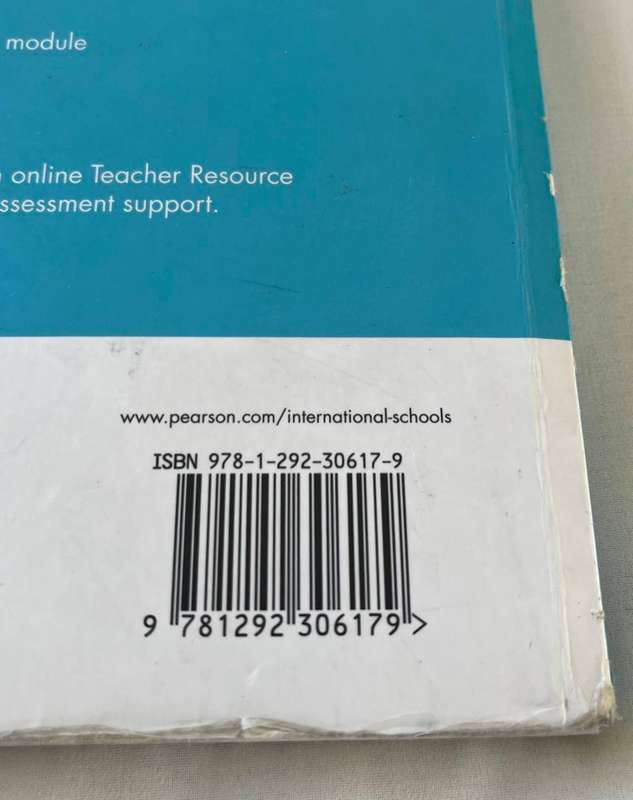 module
online Teacher Resource
ssessment support.
www.pearson.com/international-schools
ISBN 978-1-292-30617-9
9 781292 306179 >